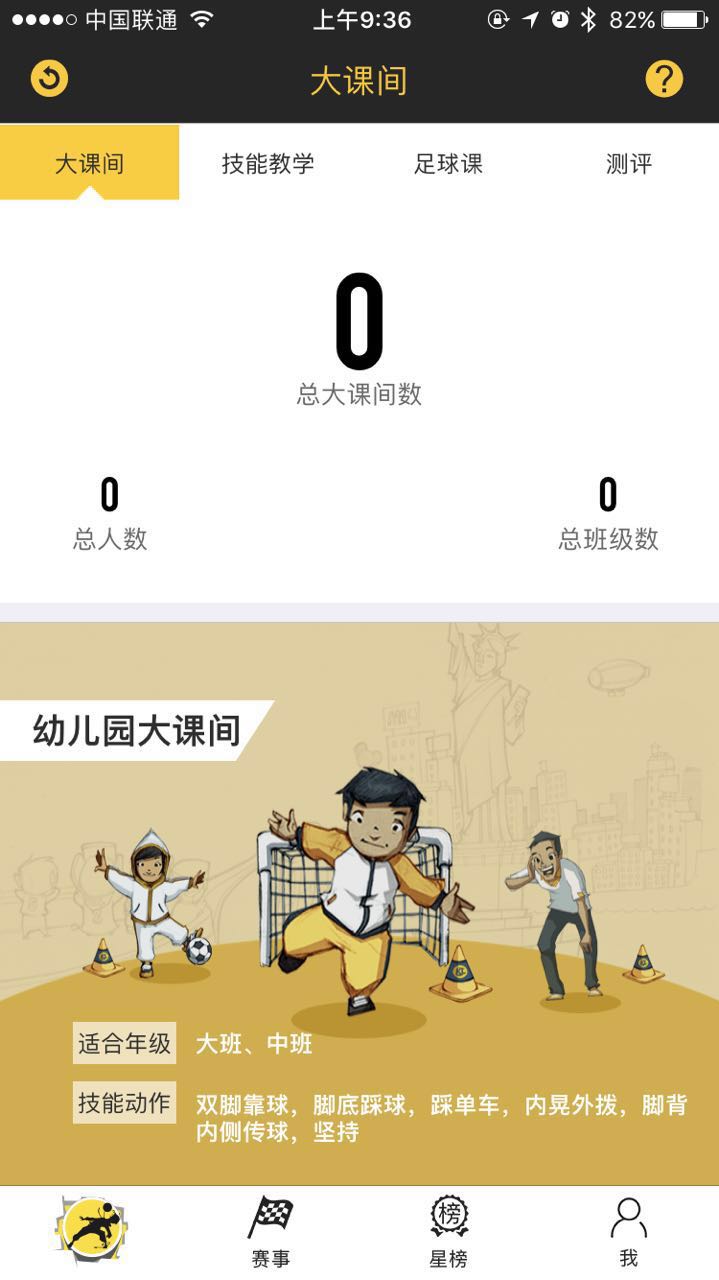 中国联通
上午9:36
82%
大课间
?
大课间
技能教学
足球课
测评
0
总大课间数
0
总人数
0
总班级数
幼儿园大课间
适合年级
大班、中班
技能动作
双脚靠球，脚底踩球，踩单车，内晃外拨，脚背
内侧传球，坚持
赛事
榜
星榜
我